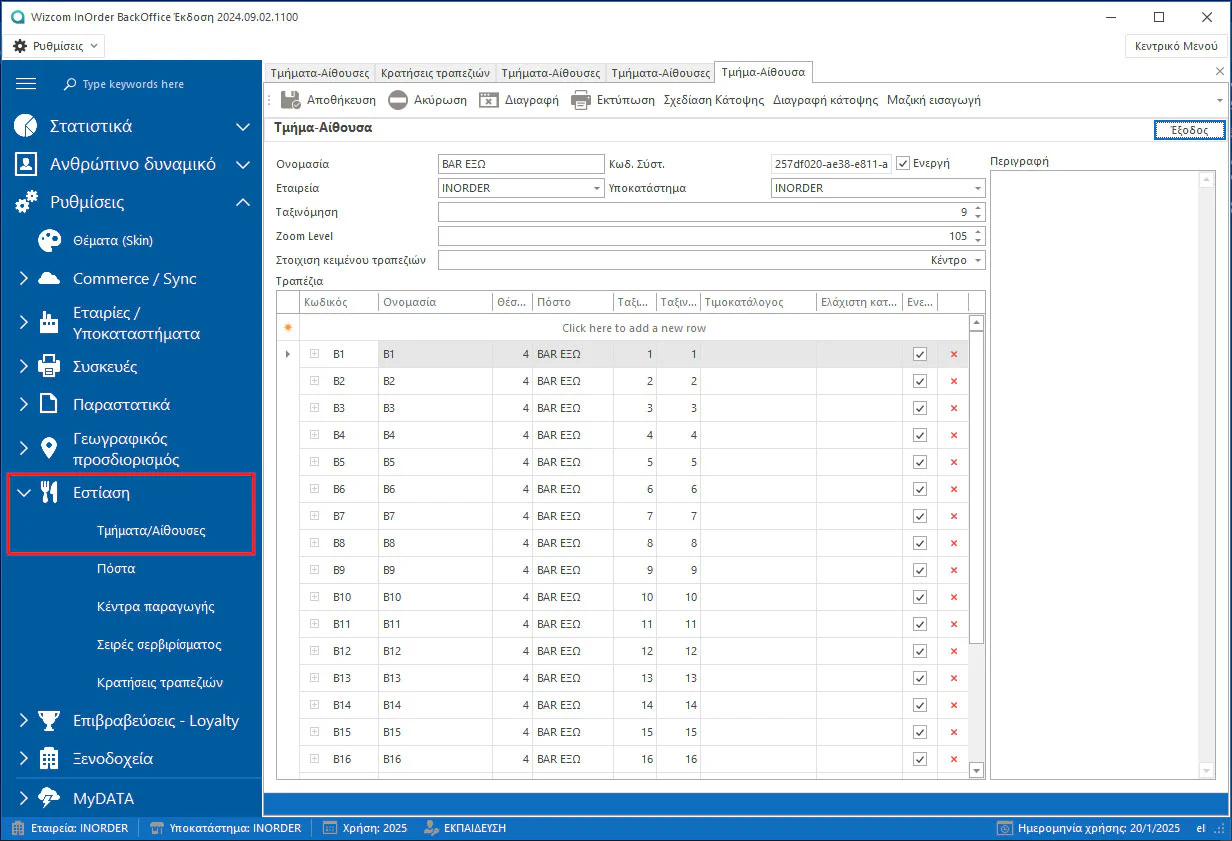 Wizcom InOrder BackOffice Έκδοση 2024.09.02.1100
Ρυθμίσεις
Κεντρικό Μενού
Type keywords here
Στατιστικά
Ανθρώπινο δυναμικό
Ρυθμίσεις
Θέματα (Skin)
Commerce / Sync
Εταιρίες /
Υποκαταστήματα
Συσκευές
Παραστατικά
Γεωγραφικός
προσδιορισμός
Εστίαση
Τμήματα/Αίθουσες
Πόστα
Κέντρα παραγωγής
Σειρές σερβιρίσματος
Κρατήσεις τραπεζιών
Επιβραβεύσεις - Loyalty
Ξενοδοχεία
MyDATA
Τμήματα-Αίθουσες Κρατήσεις τραπεζιών Τμήματα-Αίθουσες Τμήματα-Αίθουσες Τμήμα-Αίθουσα
Αποθήκευση Ακύρωση Διαγραφή Εκτύπωση Σχεδίαση Κάτοψης Διαγραφή κάτοψης Μαζική εισαγωγή
Τμήμα-Αίθουσα
Έξοδος
Ονομασία BAR ΕΞΩ Κωδ. Σύστ. 257df020-ae38-e811-a Ενεργή Περιγραφή
Εταιρεία INORDER Υποκατάστημα INORDER
Ταξινόμηση 9
Zoom Level 105
Στοιχιση κειμένου τραπεζιών Κέντρο
Τραπέζια
Κωδικός Ονομασία Θέσ... Πόστο Ταξι... Ταξιν... Τιμοκατάλογος Ελάχιστη κατ... Ενε...
Click here to add a new row
B1 B1 4 BAR ΕΞΩ 1 1
B2 B2 4 BAR ΕΞΩ 2 2
B3 B3 4 BAR ΕΞΩ 3 3
B4 B4 4 BAR ΕΞΩ 4 4
B5 B5 4 BAR ΕΞΩ 5 5
B6 B6 4 BAR ΕΞΩ 6 6
B7 B7 4 BAR ΕΞΩ 7 7
B8 B8 4 BAR ΕΞΩ 8 8
B9 B9 4 BAR ΕΞΩ 9 9
B10 B10 4 BAR ΕΞΩ 10 10
B11 B11 4 BAR ΕΞΩ 11 11
B12 B12 4 BAR ΕΞΩ 12 12
B13 B13 4 BAR ΕΞΩ 13 13
B14 B14 4 BAR ΕΞΩ 14 14
B15 B15 4 BAR ΕΞΩ 15 15
B16 B16 4 BAR ΕΞΩ 16 16
Εταιρεία: INORDER Υποκατάστημα: INORDER Χρήση: 2025 ΕΚΠΑΙΔΕΥΣΗ Ημερομηνία χρήσης: 20/1/2025 el